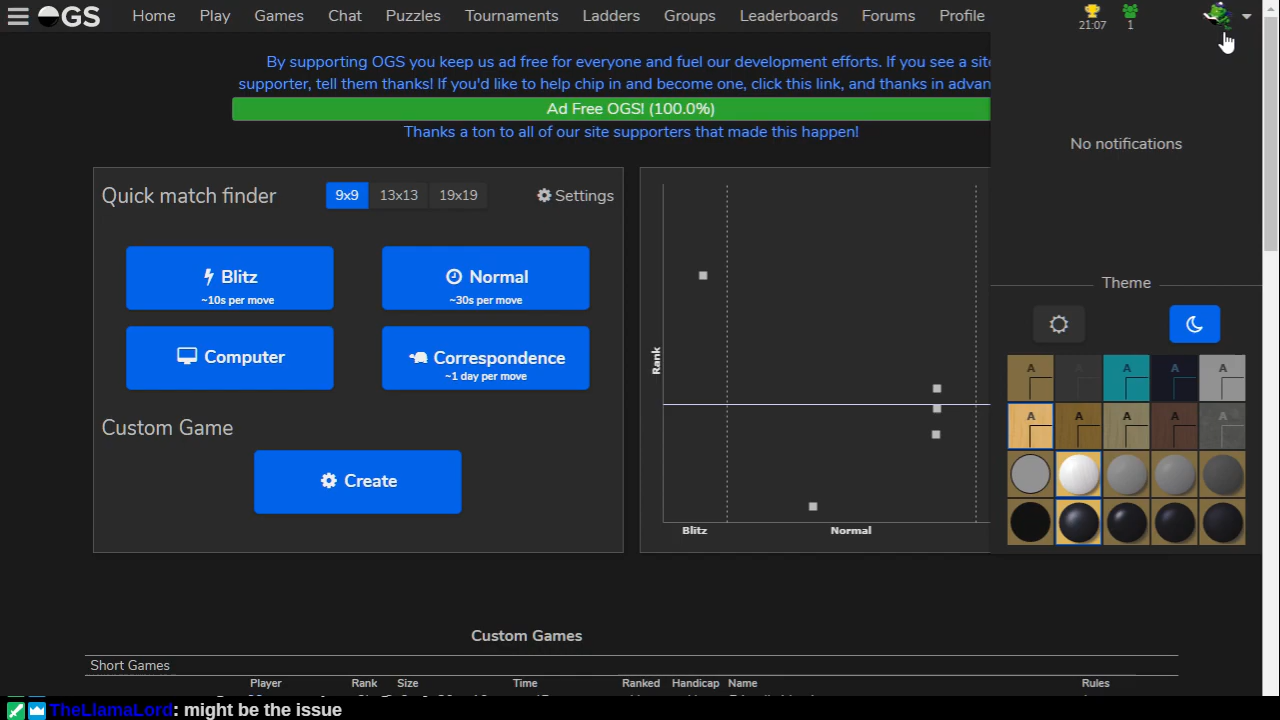 OGS Home Play Games Chat Puzzles Tournaments Ladders Groups Leaderboards Forums Profile
21:07 1
By supporting OGS you keep us ad free for everyone and fuel our development efforts. If you see a site
supporter, tell them thanks! If you'd like to help chip in and become one, click this link, and thanks in advan
Ad Free OGS! (100.0%)
Thanks a ton to all of our site supporters that made this happen!
No notifications
Quick match finder 9x9 13x13 19x19 Settings
Blitz
~10s per move
Normal
~30s per move
Computer
Correspondence
~1 day per move
Custom Game
Create
Rank
Blitz Normal
Theme
A A A A A
A A A A A
Custom Games
Short Games
Player Rank Size Time Ranked Handicap Name Rules
TheLlamaLord: might be the issue